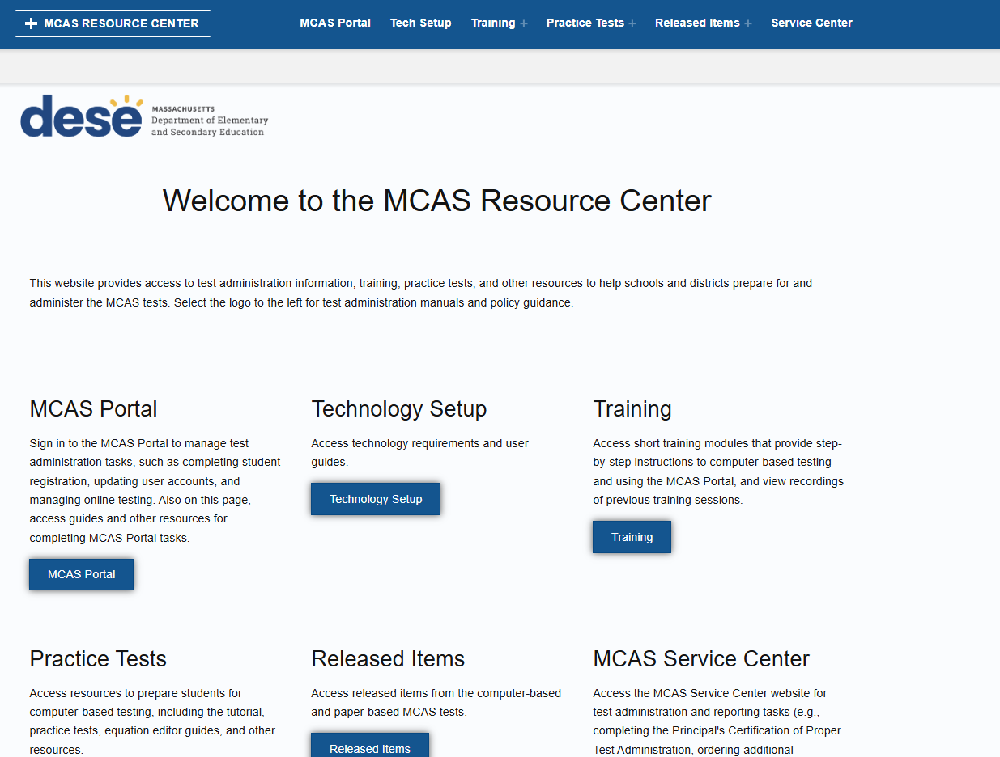 MCAS RESOURCE CENTER
MCAS Portal Tech Setup Training + Practice Tests + Released Items + Service Center
dese
MASSACHUSETTS
Department of Elementary
and Secondary Education
Welcome to the MCAS Resource Center
This website provides access to test administration information, training, practice tests, and other resources to help schools and districts prepare for and
administer the MCAS tests. Select the logo to the left for test administration manuals and policy guidance.
MCAS Portal
Sign in to the MCAS Portal to manage test
administration tasks, such as completing student
registration, updating user accounts, and
managing online testing. Also on this page,
access guides and other resources for
completing MCAS Portal tasks.
MCAS Portal
Technology Setup
Access technology requirements and user
guides.
Technology Setup
Training
Access short training modules that provide step-
by-step instructions to computer-based testing
and using the MCAS Portal, and view recordings
of previous training sessions.
Training
Practice Tests
Access resources to prepare students for
computer-based testing, including the tutorial,
practice tests, equation editor guides, and other
resources.
Released Items
Access released items from the computer-based
and paper-based MCAS tests.
Released Items
MCAS Service Center
Access the MCAS Service Center website for
test administration and reporting tasks (e.g.,
completing the Principal's Certification of Proper
Test Administration, ordering additional